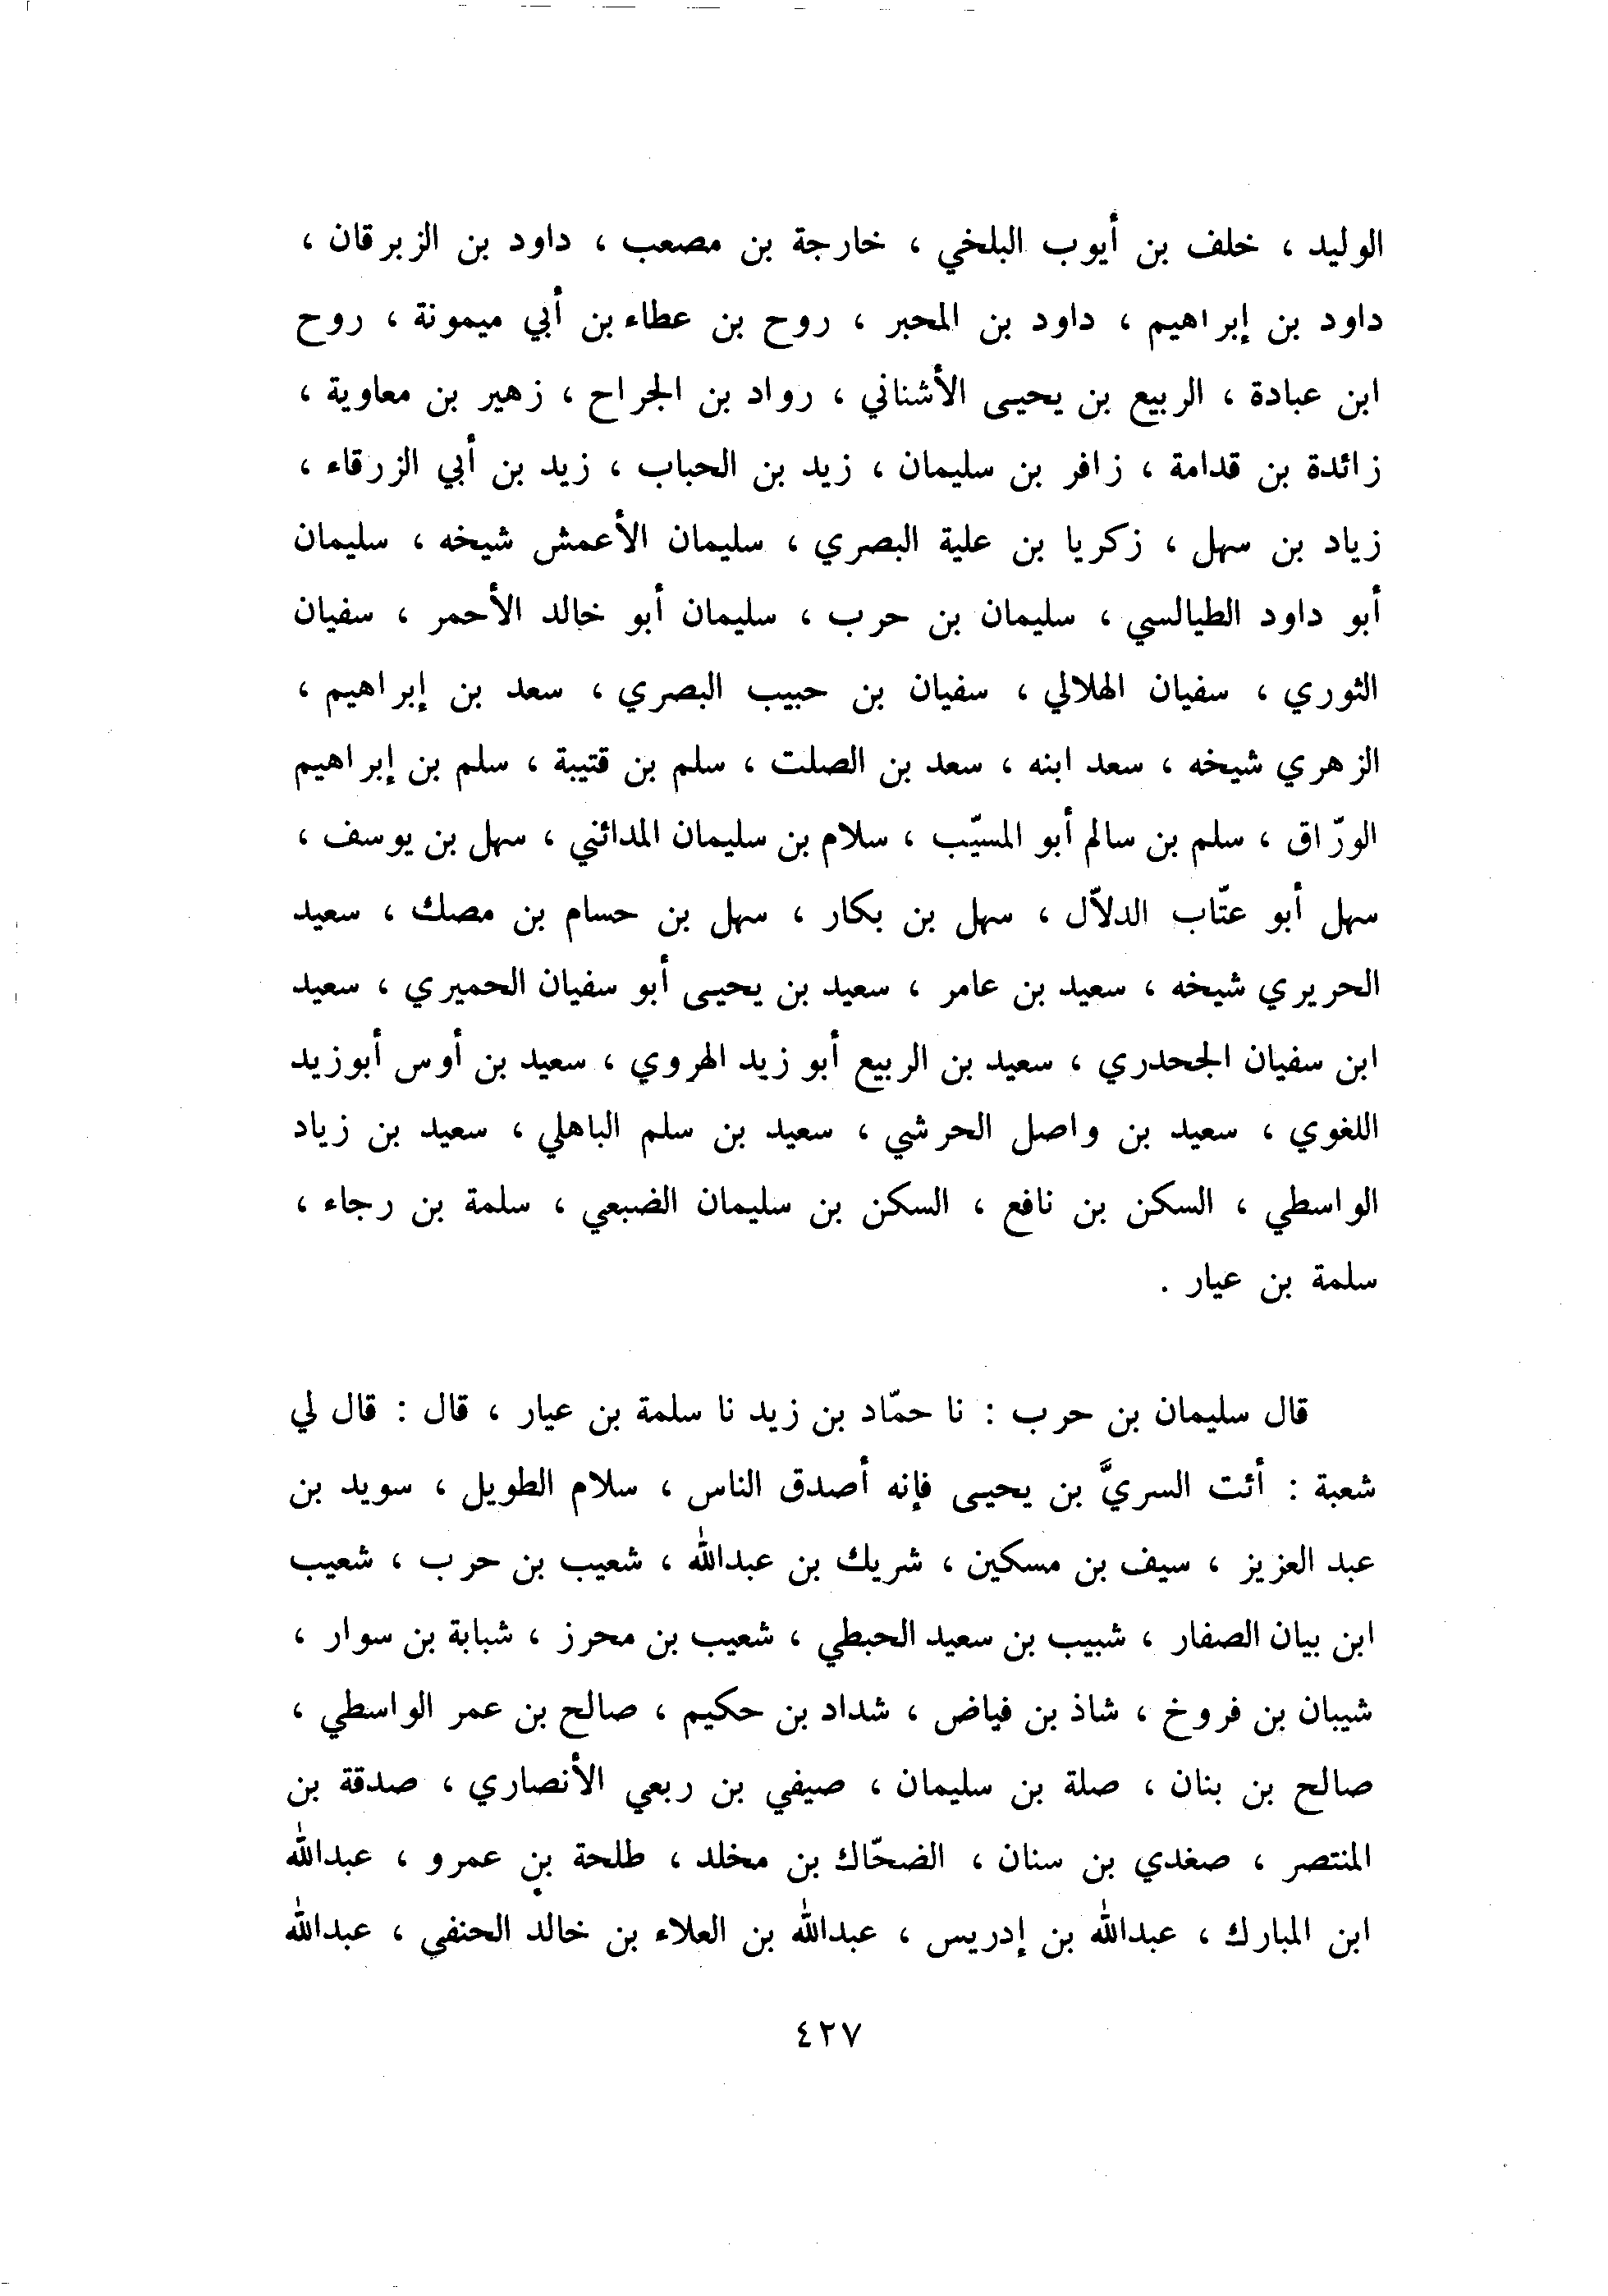 الوليد ، خلف بن أيوب البلخي ، خارجة بن مصعب ، داود بن الزبرقان ،
داود بن إبراهيم ، داود بن المحبر ، روح بن عطاء بن أبي ميمونة ، روح
ابن عبادة ، الربيع بن يحيى الأشناني ، رواد بن الجراح ، زهير بن معاوية ،
زائدة بن قدامة ، زافر بن سليمان ، زيد بن الحباب ، زيد بن أبي الزرقاء ،
زياد بن سهل ، زكريا بن علية البصري ، سليمان الأعمش شيخه ، سليمان
أبو داود الطيالسي ، سليمان بن حرب ، سليمان أبو خالد الأحمر ، سفيان
الثوري ، سفيان الهلالي ، سفيان بن حبيب البصري ، سعد بن إبراهيم ،
الزهري شيخه ، سعد ابنه ، سعد بن الصلت ، سلم بن قتيبة ، سلم بن إبراهيم
الورّاق ، سلم بن سالم أبو المسيّب ، سلام بن سليمان المدائني ، سهل بن يوسف ،
سهل أبو عتّاب الدلاّل ، سهل بن بكار ، سهل بن حسام بن مصك ، سعيد
الحريري شيخه ، سعيد بن عامر ، سعيد بن يحيى أبو سفيان الحميري ، سعيد
ابن سفيان الجحدري ، سعيد بن الربيع أبو زيد الهروي ، سعيد بن أوس أبوزيد
اللغوي ، سعيد بن واصل الحرشي ، سعيد بن سلم الباهلي ، سعيد بن زياد
الواسطي ، السكن بن نافع ، السكن بن سليمان الضبعي ، سلمة بن رجاء ،
سلمة بن عيار .
قال سليمان بن حرب : نا حمّاد بن زيد نا سلمة بن عيار ، قال : قال لي
شعبة : أئت السريَّ بن يحيى فإنه أصدق الناس ، سلام الطويل ، سويد بن
عبد العزيز ، سيف بن مسكين ، شريك بن عبدالله ، شعيب بن حرب ، شعيب
ابن بيان الصفار ، شبيب بن سعيد الحبطي ، شعيب بن محرز ، شبابة بن سوار ،
شيبان بن فروخ ، شاذ بن فياض ، شداد بن حكيم ، صالح بن عمر الواسطي ،
صالح بن بنان ، صلة بن سليمان ، صيفي بن ربعي الأنصاري ، صدقة بن
المنتصر ، صغدي بن سنان ، الضحّاك بن مخلد ، طلحة بن عمرو ، عبدالله
ابن المبارك ، عبدالله بن إدريس ، عبدالله بن العلاء بن خالد الحنفي ، عبدالله
٤٢٧